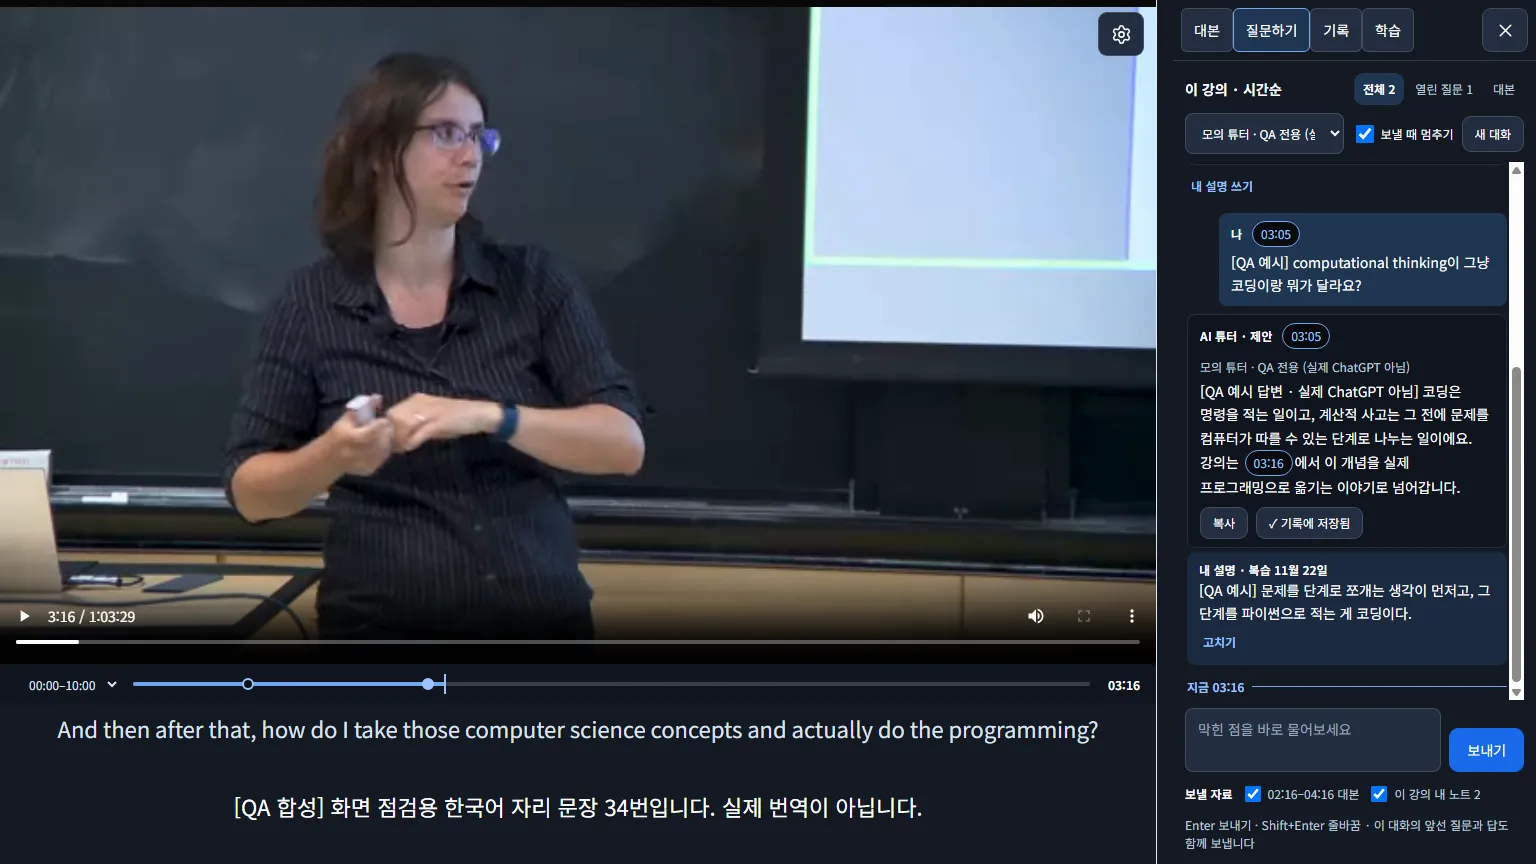 대본 질문하기 기록 학습
이 강의 · 시간순 전체 2 열린 질문 1 대본
모의 튜터 · QA 전용 보낼 때 멈추기 새 대화
내 설명 쓰기
나 03:05
[QA 예시] computational thinking이 그냥
코딩이랑 뭐가 달라요?
AI 튜터 · 제안 03:05
모의 튜터 · QA 전용 (실제 ChatGPT 아님)
[QA 예시 답변 · 실제 ChatGPT 아님] 코딩은
명령을 적는 일이고, 계산적 사고는 그 전에 문제를
컴퓨터가 따를 수 있는 단계로 나누는 일이에요.
강의는 03:16에서 이 개념을 실제
프로그래밍으로 옮기는 이야기로 넘어갑니다.
복사 ✓ 기록에 저장됨
내 설명 · 복습 11월 22일
[QA 예시] 문제를 단계로 쪼개는 생각이 먼저고, 그
단계를 파이썬으로 적는 게 코딩이다.
고치기
지금 03:16
막힌 점을 바로 물어보세요
보내기
보낼 자료 02:16–04:16 대본 이 강의 내 노트 2
Enter 보내기 · Shift+Enter 줄바꿈 · 이 대화의 앞선 질문과 답도
함께 보냅니다
3:16 / 1:03:29
00:00–10:00 03:16
And then after that, how do I take those computer science concepts and actually do the programming?
[QA 합성] 화면 점검용 한국어 자리 문장 34번입니다. 실제 번역이 아닙니다.